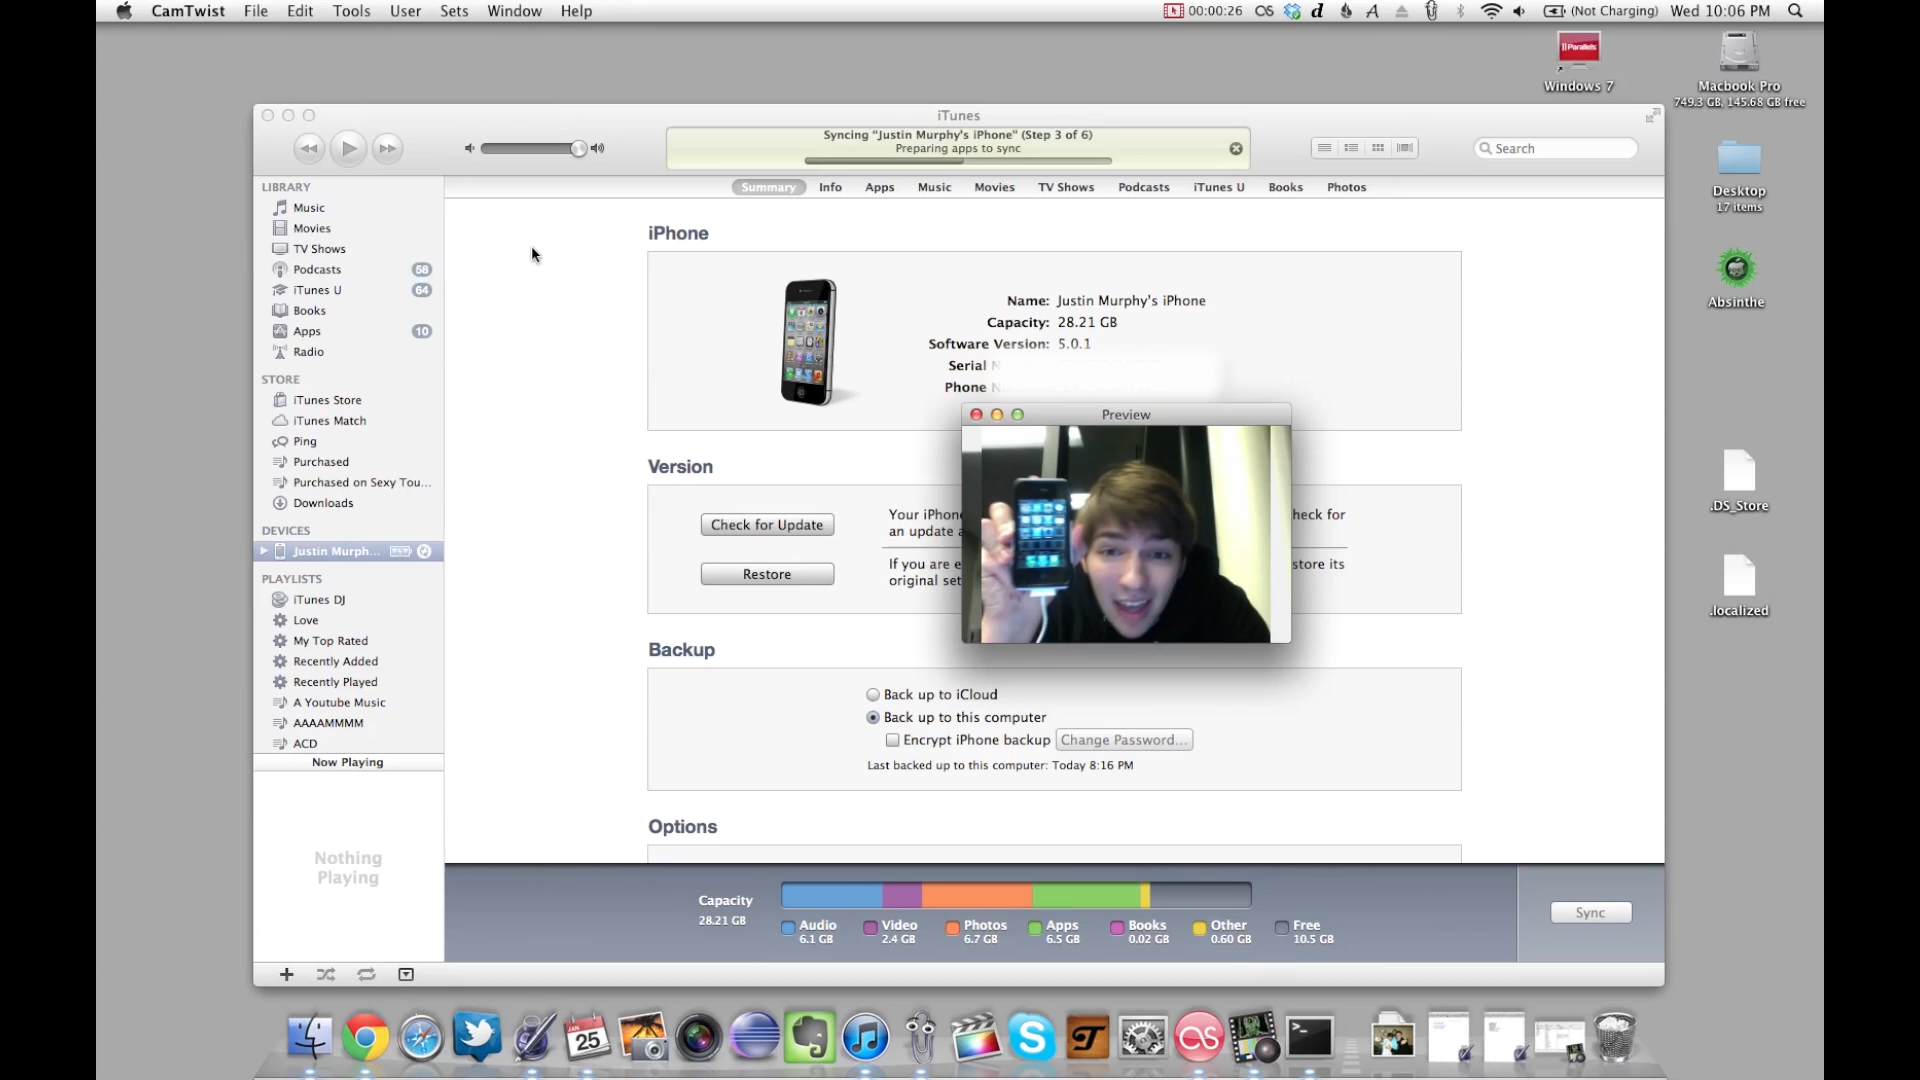 CamTwist File Edit Tools User Sets Window Help
00:00:26 (Not Charging) Wed 10:06 PM
Parallels
Windows 7
Macbook Pro
749.3 GB, 145.68 GB free
iTunes
Syncing "Justin Murphy's iPhone" (Step 3 of 6)
Preparing apps to sync
Search
Summary Info Apps Music Movies TV Shows Podcasts iTunes U Books Photos
LIBRARY
Music
Movies
TV Shows
Podcasts 58
iTunes U 64
Books
Apps 10
Radio
STORE
iTunes Store
iTunes Match
Ping
Purchased
Purchased on Sexy Tou...
Downloads
DEVICES
Justin Murph...
PLAYLISTS
iTunes DJ
Love
My Top Rated
Recently Added
Recently Played
A Youtube Music
AAAAMMMM
ACD
Now Playing
Nothing
Playing
iPhone
Name: Justin Murphy's iPhone
Capacity: 28.21 GB
Software Version: 5.0.1
Serial N
Phone N
Preview
Version
Check for Update
Your iPhone
heck for
an update a
Restore
If you are e
store its
original set
Backup
Back up to iCloud
Back up to this computer
Encrypt iPhone backup Change Password...
Last backed up to this computer: Today 8:16 PM
Options
Capacity
28.21 GB
Audio
6.1 GB
Video
2.4 GB
Photos
6.7 GB
Apps
6.5 GB
Books
0.02 GB
Other
0.60 GB
Free
10.5 GB
Sync
Desktop
17 items
Absinthe
.DS_Store
.localized
JAN
25